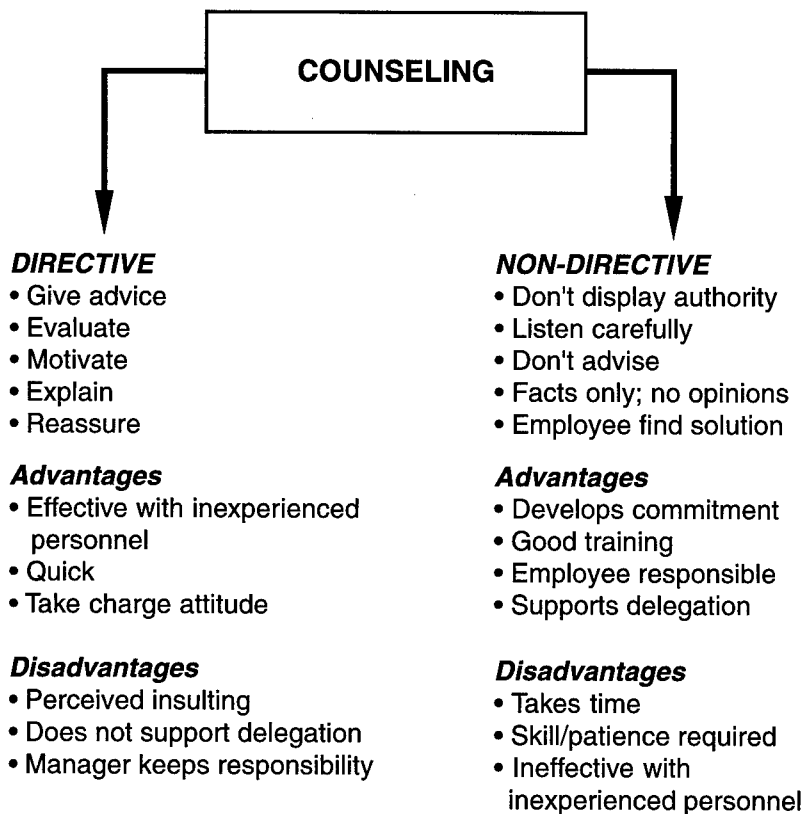 COUNSELING
DIRECTIVE
• Give advice
• Evaluate
• Motivate
• Explain
• Reassure
Advantages
• Effective with inexperienced
personnel
• Quick
• Take charge attitude
Disadvantages
• Perceived insulting
• Does not support delegation
• Manager keeps responsibility
NON-DIRECTIVE
• Don't display authority
• Listen carefully
• Don't advise
• Facts only; no opinions
• Employee find solution
Advantages
• Develops commitment
• Good training
• Employee responsible
• Supports delegation
Disadvantages
• Takes time
• Skill/patience required
• Ineffective with
inexperienced personnel